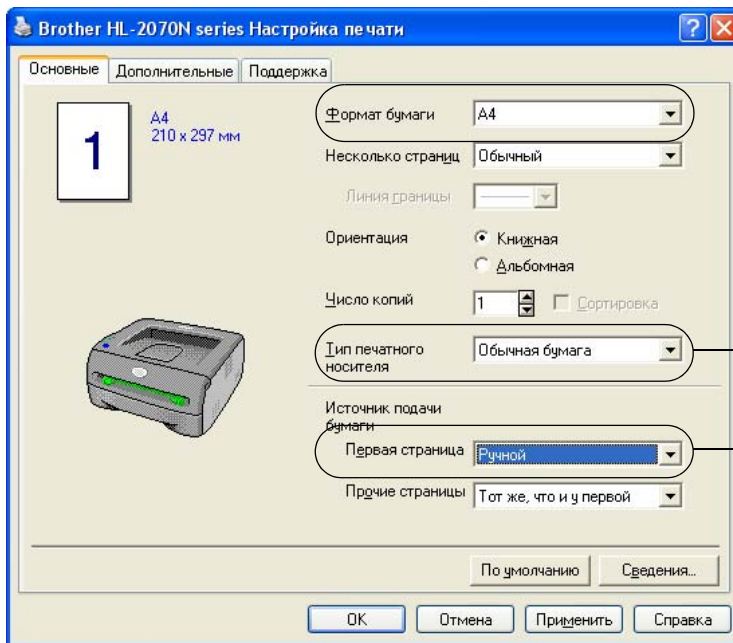 Brother HL-2070N series Настройка печати
Основные Дополнительные Поддержка
1
A4
210 x 297 мм
Формат бумаги A4
Несколько страниц Обычный
Линия границы
Ориентация Книжная
Альбомная
Число копий 1 Сортировка
Тип печатного
носителя
Обычная бумага
Источник подачи
бумаги
Первая страница Ручной
Прочие страницы Тот же, что и у первой
По умолчанию Сведения...
OK Отмена Применить Справка